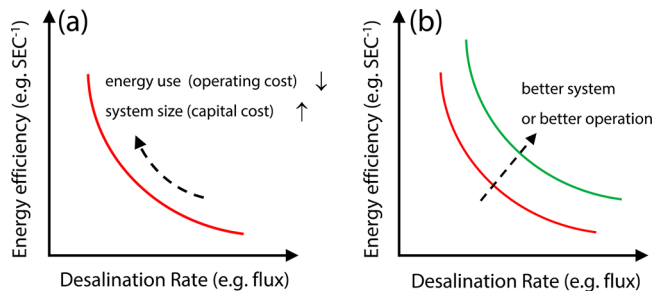 (a)
Energy efficiency (e.g. SEC⁻¹)
energy use (operating cost) ↓
system size (capital cost) ↑
Desalination Rate (e.g. flux)
(b)
Energy efficiency (e.g. SEC⁻¹)
better system
or better operation
Desalination Rate (e.g. flux)